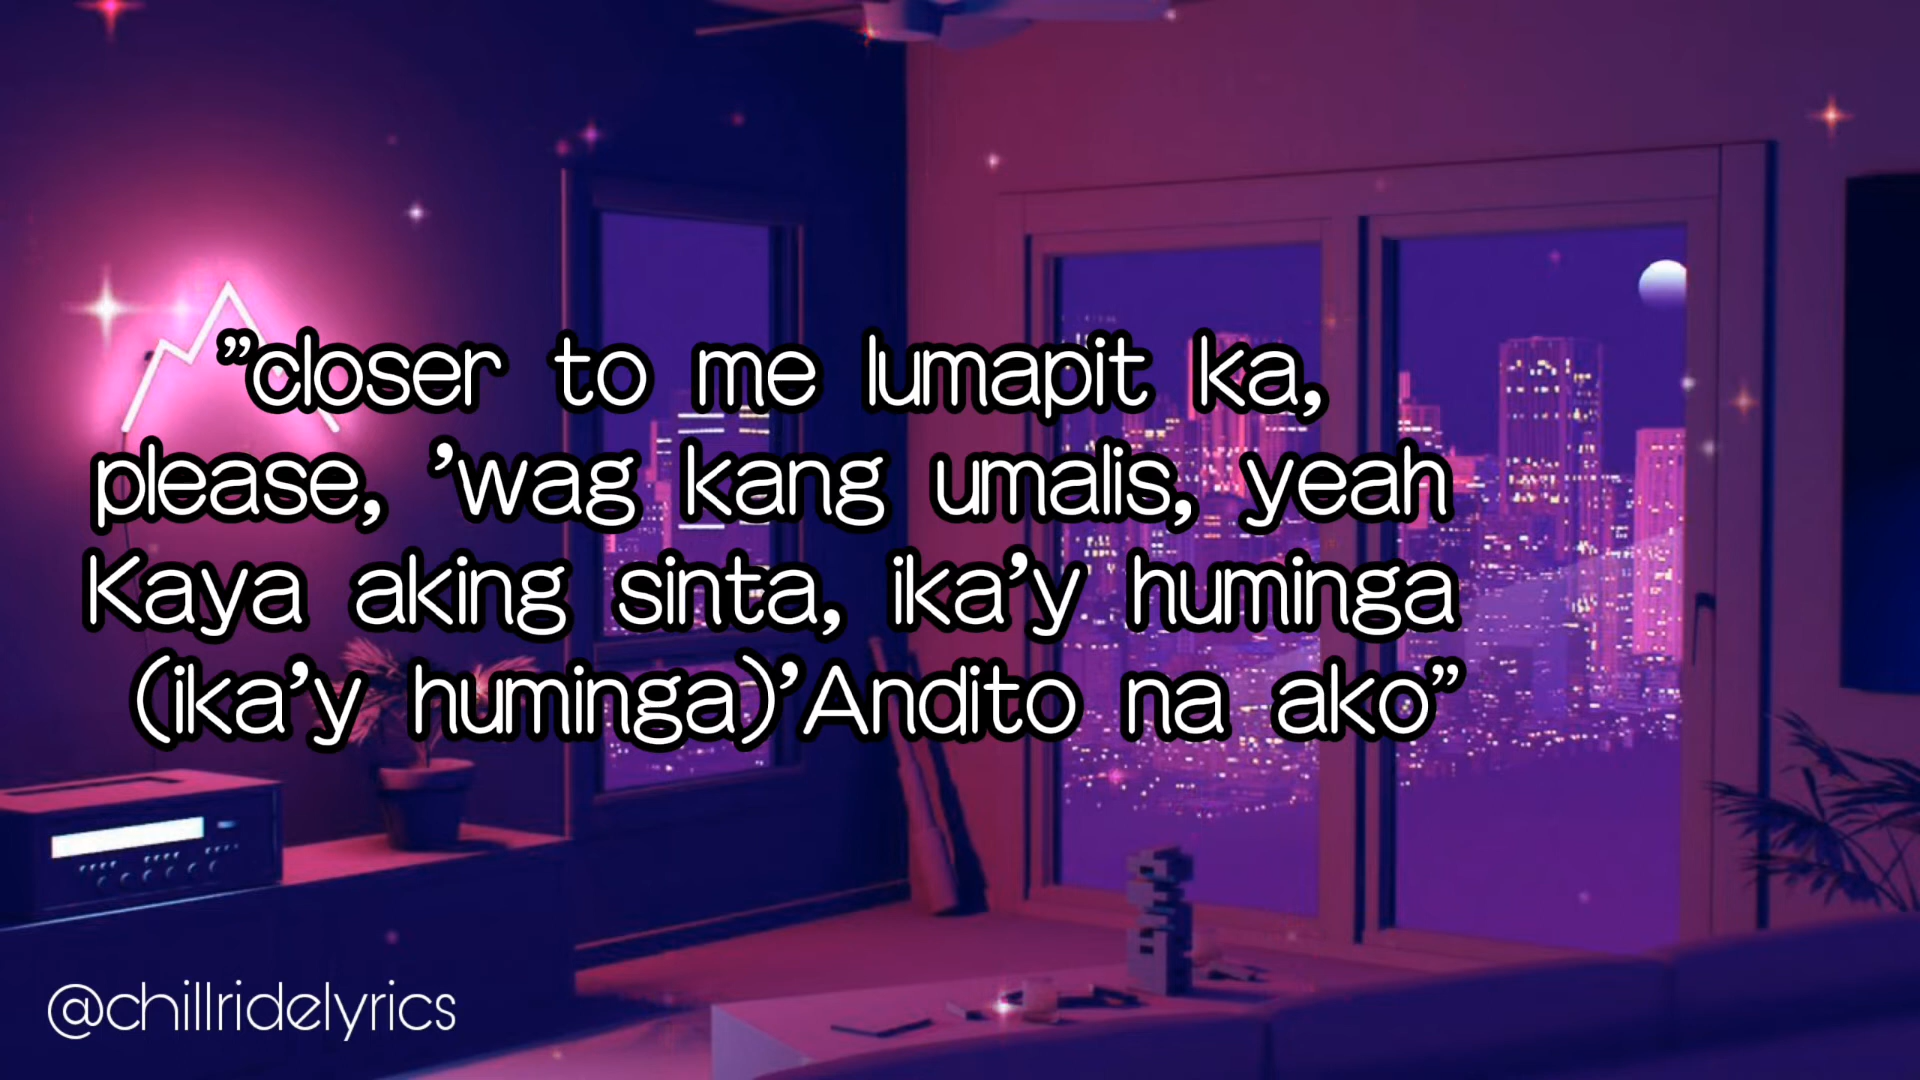 "closer to me lumapit ka,
please, 'wag kang umalis, yeah
Kaya aking sinta, ika'y huminga
(ika'y huminga)'Andito na ako"
@chillridelyrics